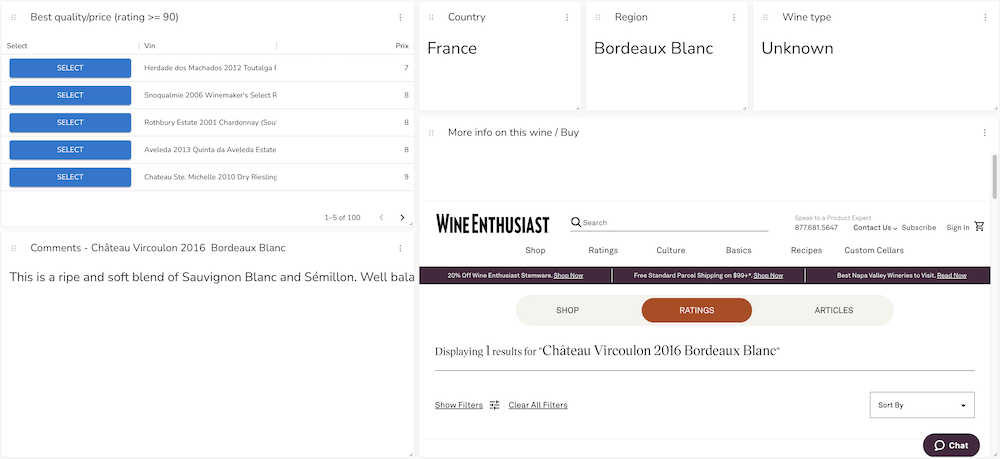 Best quality/price (rating >= 90)
Select Vin Prix
SELECT Herdade dos Machados 2012 Toutalga 7
SELECT Snoqualmie 2006 Winemaker's Select R 8
SELECT Rothbury Estate 2001 Chardonnay (Sou 8
SELECT Aveleda 2013 Quinta da Aveleda Estate 8
SELECT Chateau Ste. Michelle 2010 Dry Riesling 9
1–5 of 100
Comments - Château Vircoulon 2016 Bordeaux Blanc
This is a ripe and soft blend of Sauvignon Blanc and Sémillon. Well bala
Country
France
Region
Bordeaux Blanc
Wine type
Unknown
More info on this wine / Buy
WINE ENTHUSIAST
Search
Speak to a Product Expert
877.681.5647
Contact Us
Subscribe
Sign In
Shop Ratings Culture Basics Recipes Custom Cellars
20% Off Wine Enthusiast Stemware. Shop Now
Free Standard Parcel Shipping on $99+*. Shop Now
Best Napa Valley Wineries to Visit. Read Now
SHOP RATINGS ARTICLES
Displaying 1 results for "Château Vircoulon 2016 Bordeaux Blanc"
Show Filters Clear All Filters
Sort By
Chat